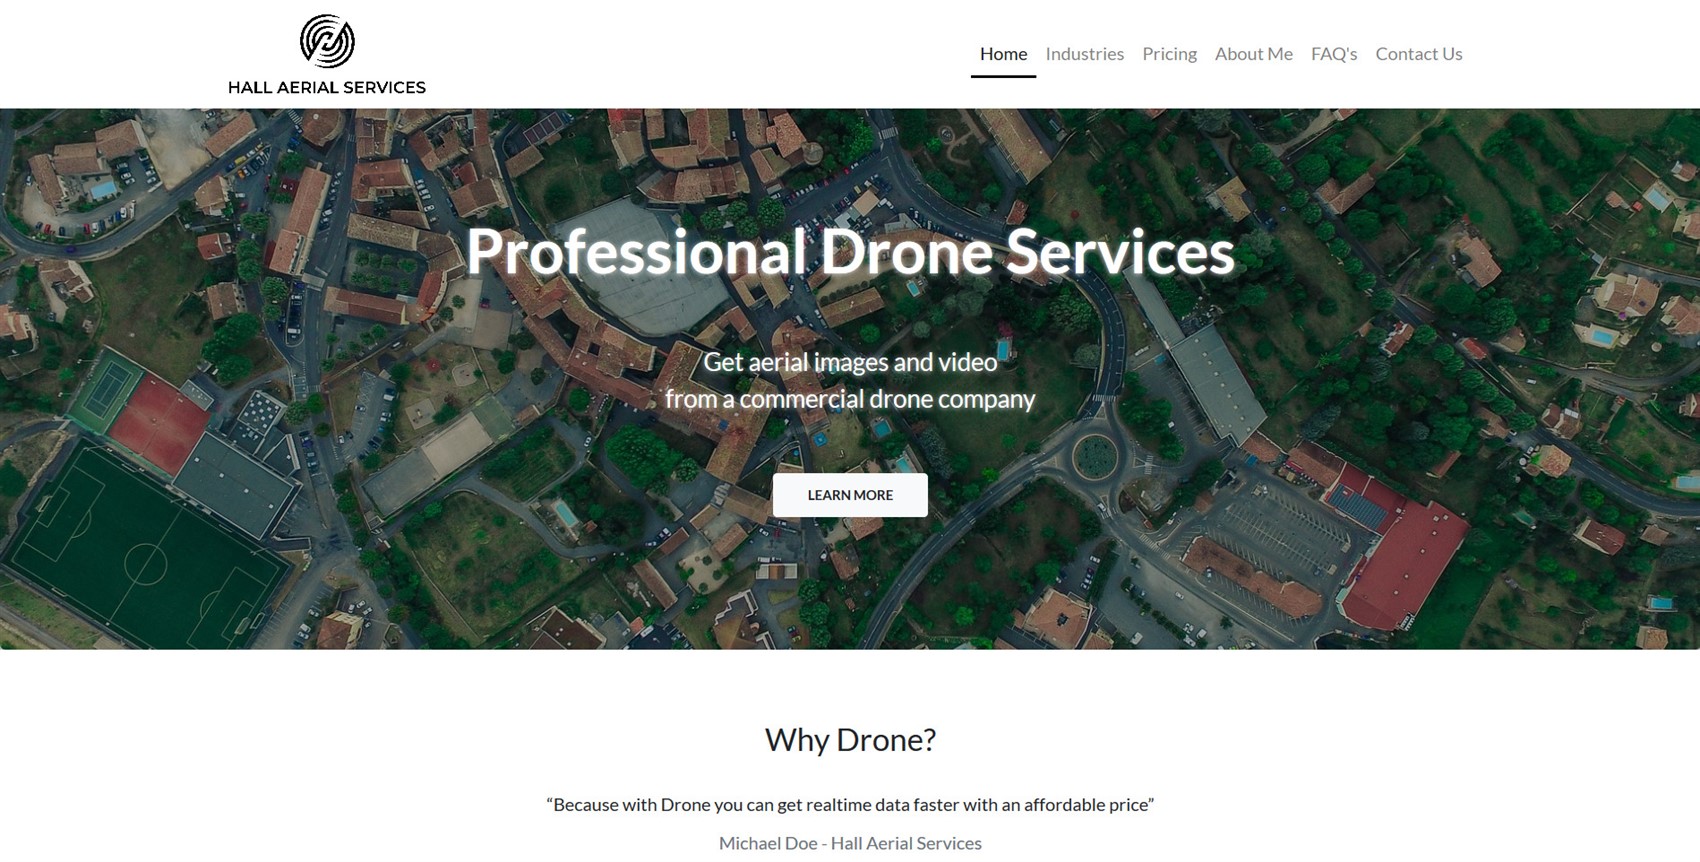 HALL AERIAL SERVICES
Home Industries Pricing About Me FAQ's Contact Us
Professional Drone Services
Get aerial images and video
from a commercial drone company
LEARN MORE
Why Drone?
“Because with Drone you can get realtime data faster with an affordable price”
Michael Doe - Hall Aerial Services